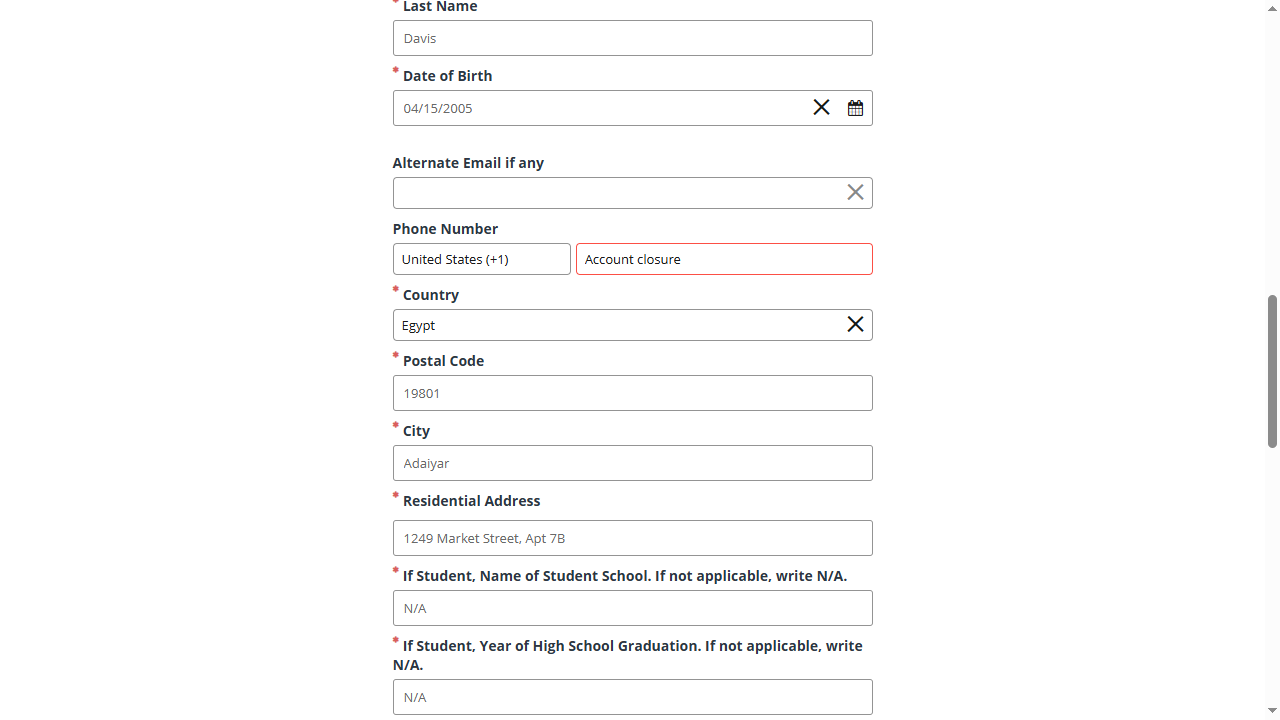 * Last Name
Davis
* Date of Birth
04/15/2005
Alternate Email if any
Phone Number
United States (+1) Account closure
* Country
Egypt
* Postal Code
19801
* City
Adaiyar
* Residential Address
1249 Market Street, Apt 7B
* If Student, Name of Student School. If not applicable, write N/A.
N/A
* If Student, Year of High School Graduation. If not applicable, write
N/A.
N/A